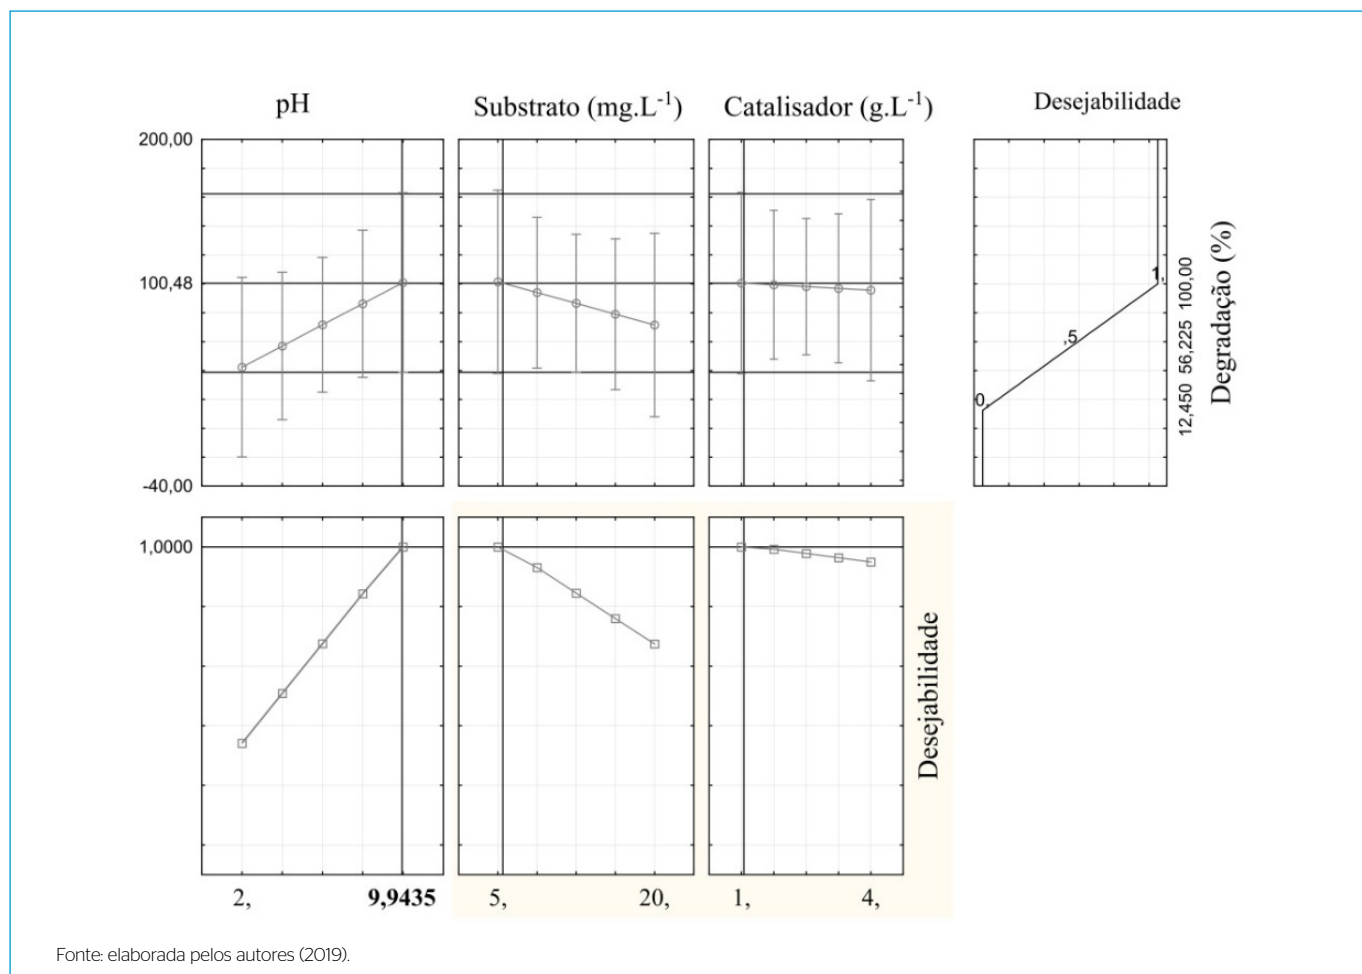 pH
Substrato (mg.L-1)
Catalisador (g.L-1)
Desejabilidade
200,00
100,48
-40,00
1,
,5
0,
12,450 56,225 100,00
Degradação (%)
1,0000
Desejabilidade
2, 9,9435
5, 20,
1, 4,
Fonte: elaborada pelos autores (2019).